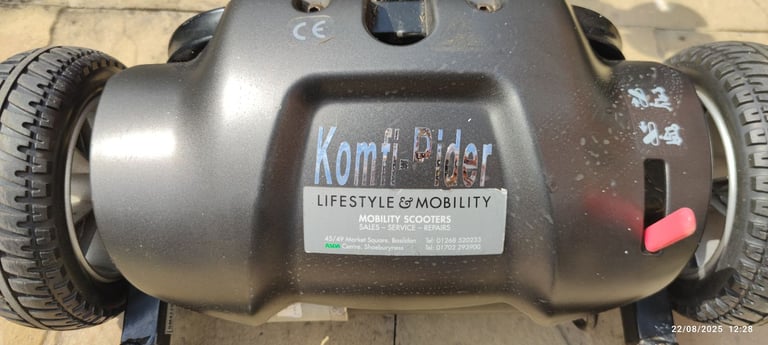 CE
Komfi-Rider
LIFESTYLE & MOBILITY
MOBILITY SCOOTERS
SALES – SERVICE – REPAIRS
45/49 Market Square, Basildon Tel: 01268 520233
ASDA Centre, Shoeburyness Tel: 01702 293900
22/08/2025 12:28